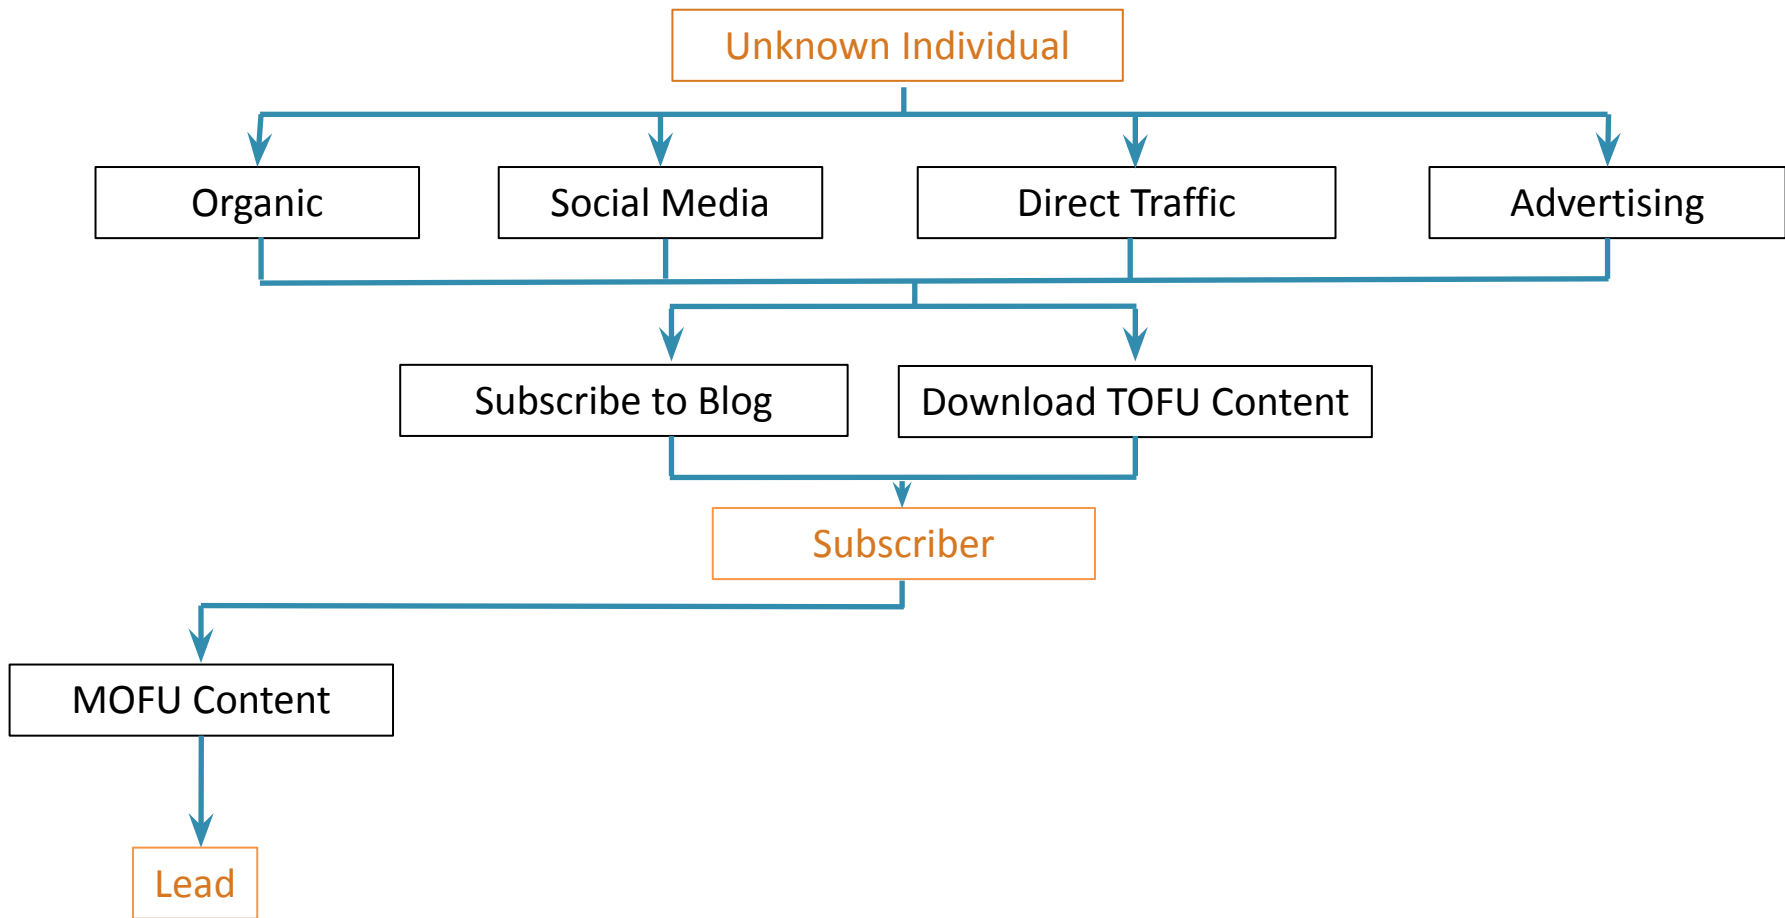 Unknown Individual
Organic
Social Media
Direct Traffic
Advertising
Subscribe to Blog
Download TOFU Content
Subscriber
MOFU Content
Lead